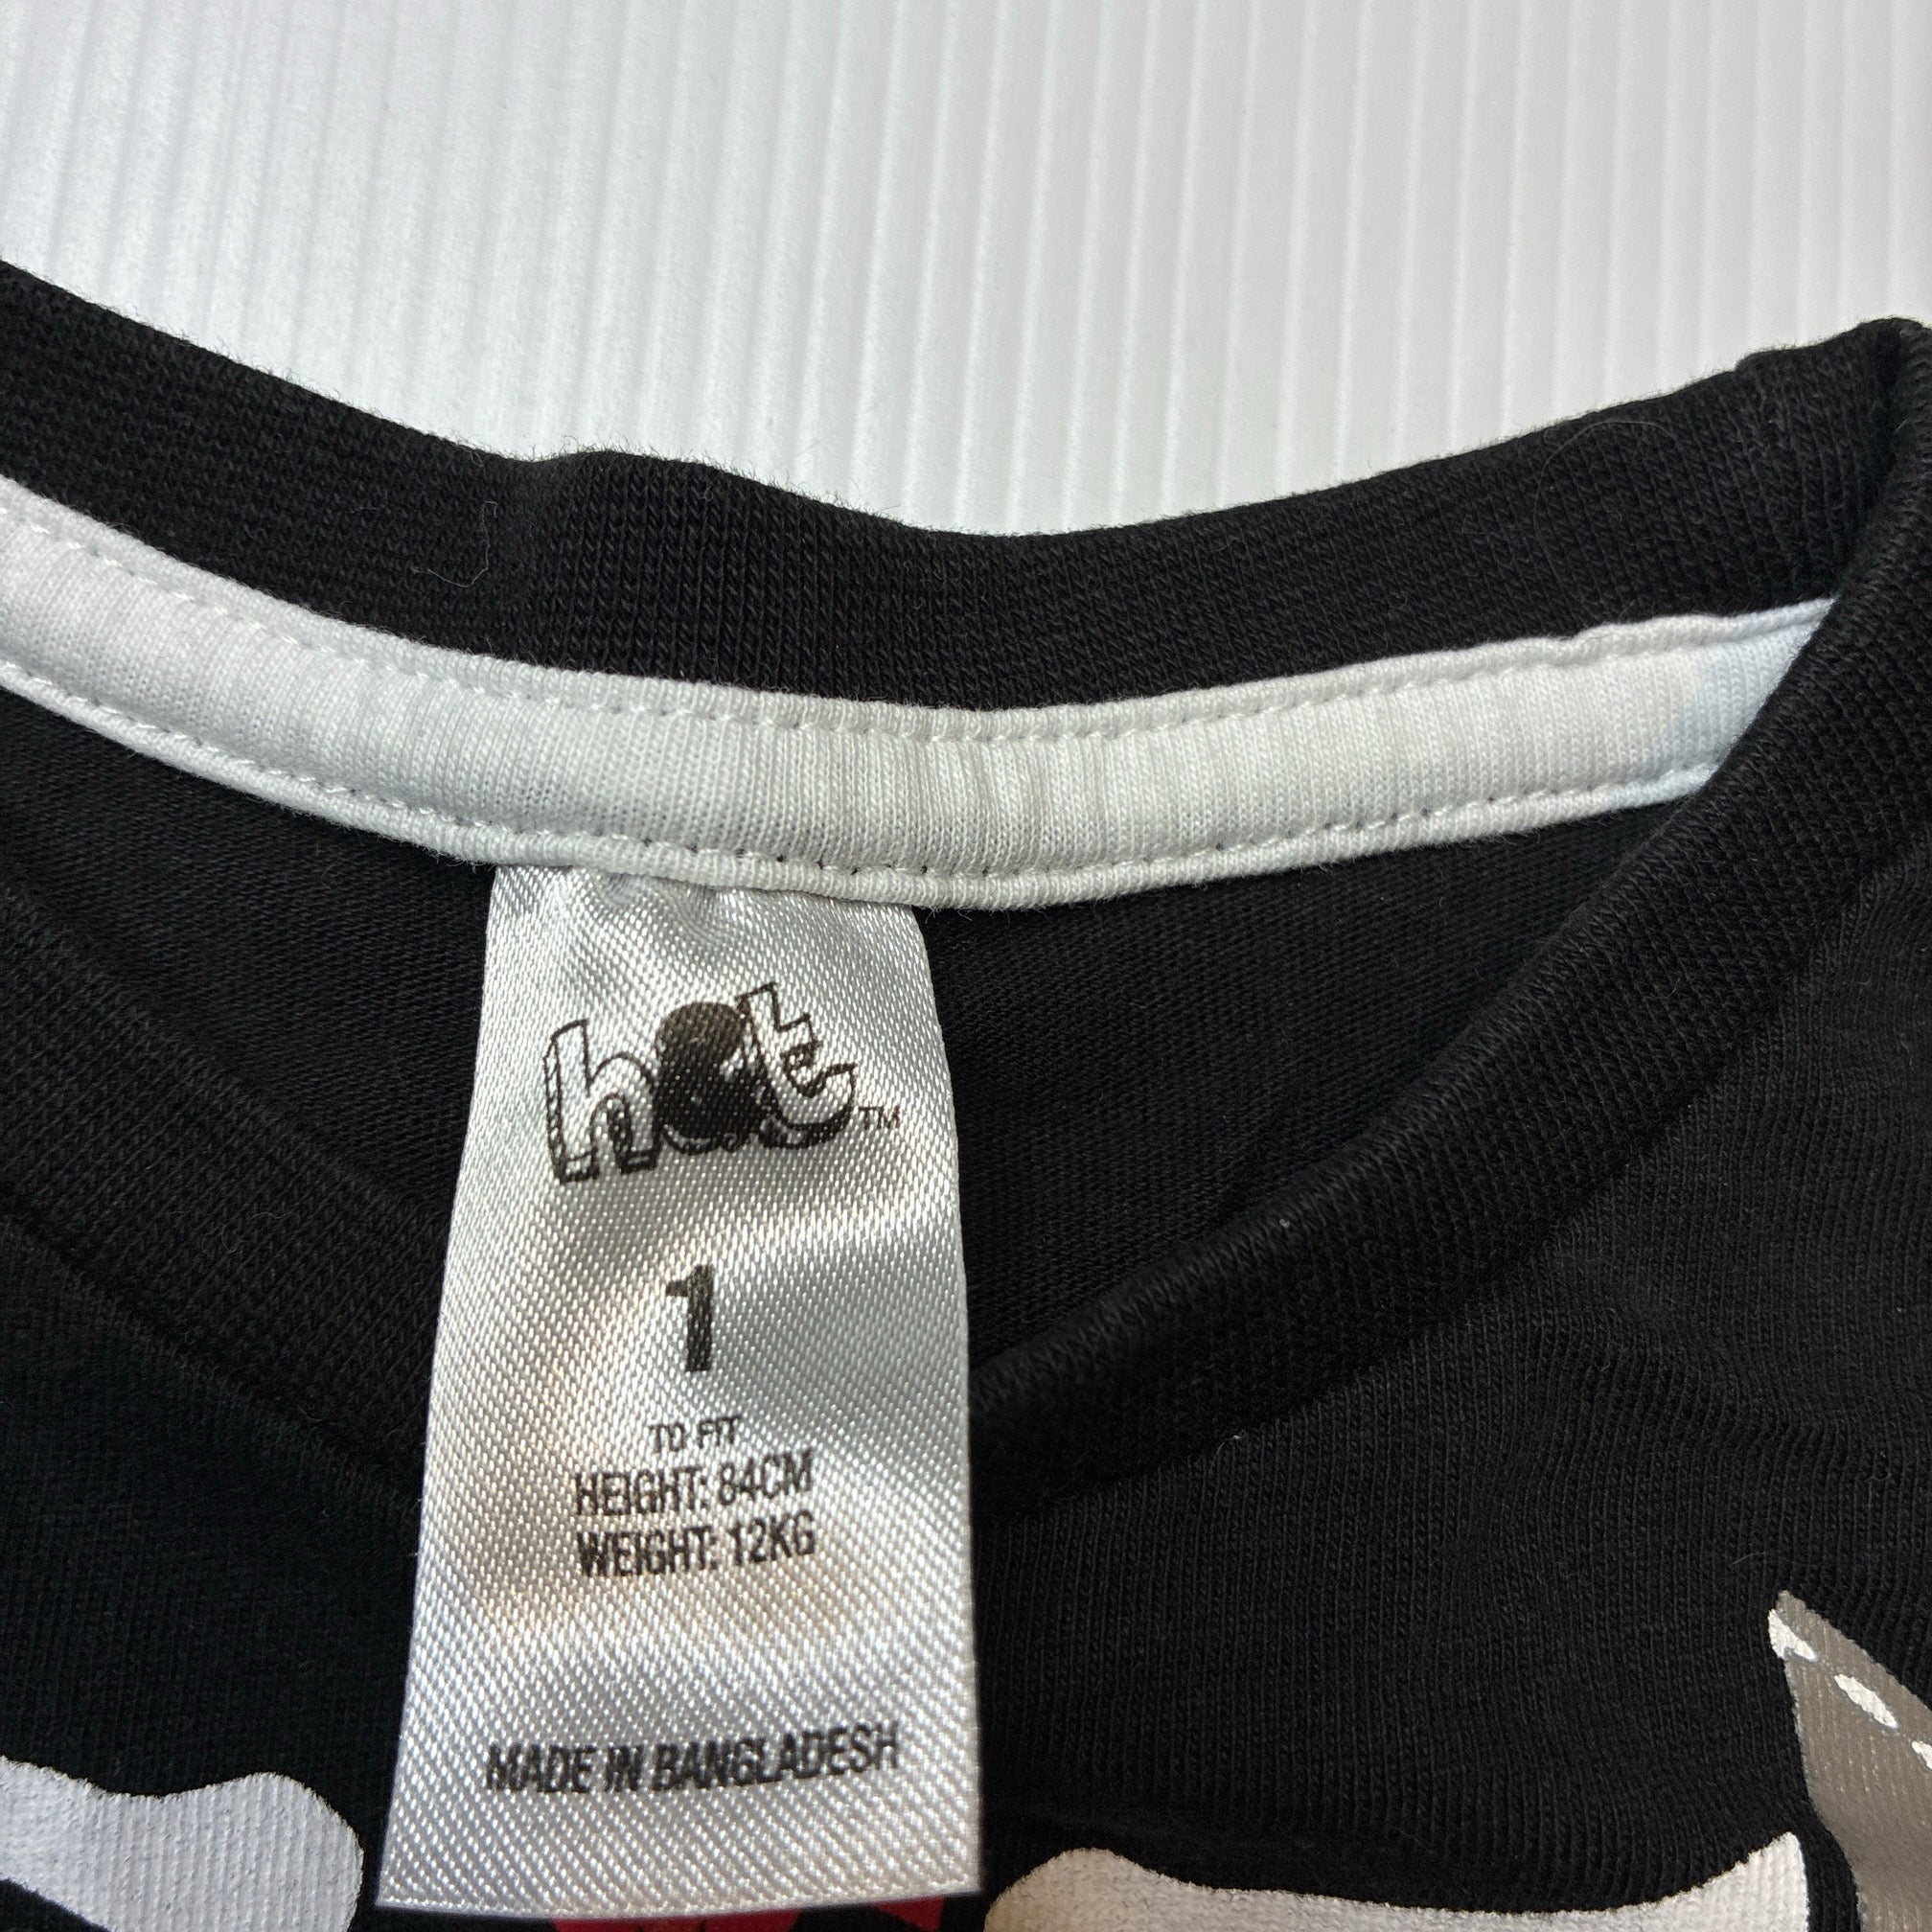 hot™
1
TO FIT
HEIGHT: 84CM
WEIGHT: 12KG
MADE IN BANGLADESH